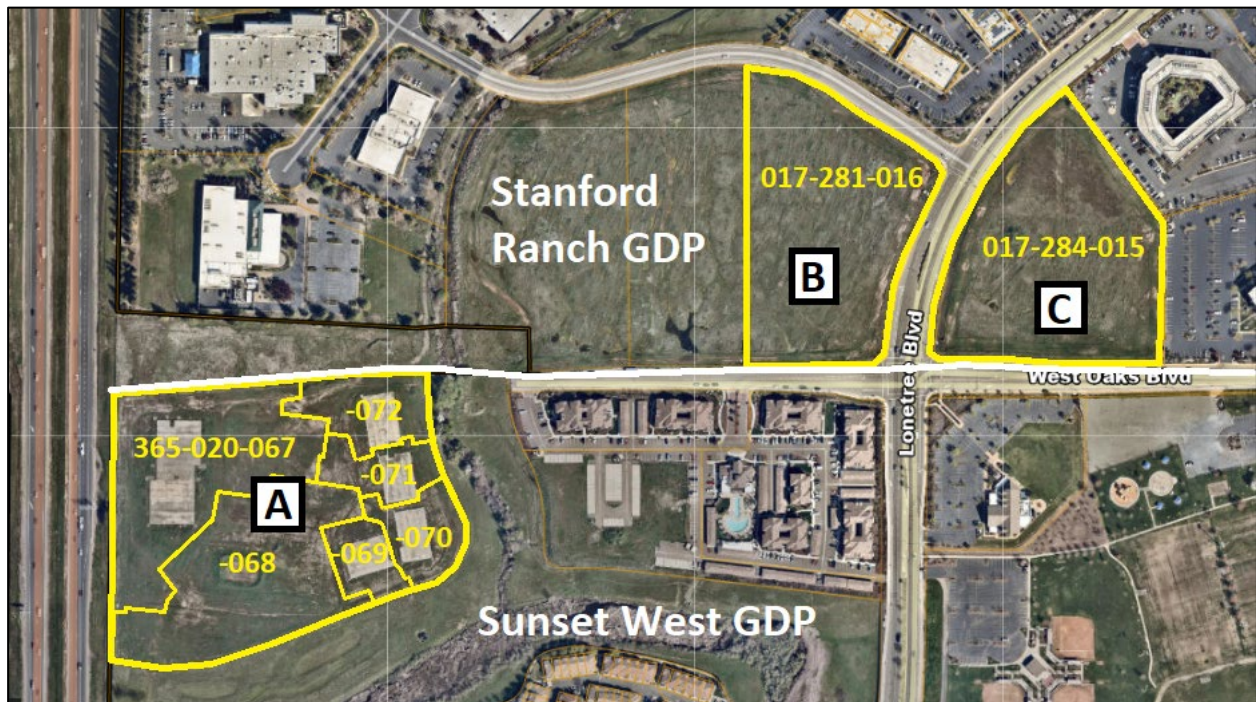 Stanford
Ranch GDP
017-281-016
B
017-284-015
C
Lonetree Blvd
West Oaks Blvd
-072
365-020-067
-071
A
-070
-069
-068
Sunset West GDP